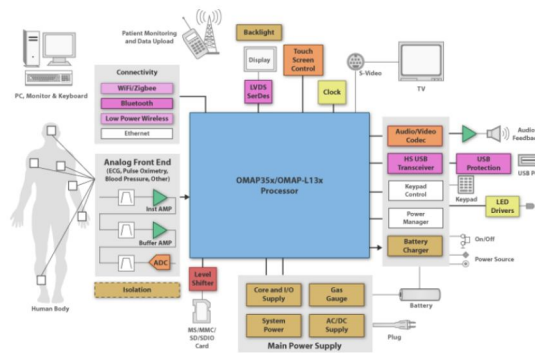 Patient Monitoring
and Data Upload
Backlight
Display
Touch
Screen
Control
S-Video
TV
PC, Monitor & Keyboard
Connectivity
WiFi/Zigbee
Bluetooth
Low Power Wireless
Ethernet
LVDS
SerDes
Clock
Analog Front End
(ECG, Pulse Oximetry,
Blood Pressure, Other)
Inst AMP
Buffer AMP
ADC
Isolation
Human Body
OMAP35x/OMAP-L13x
Processor
Audio/Video
Codec
Audio
Feedback
HS USB
Transceiver
USB
Protection
Keypad
Control
Keypad
Power
Manager
LED
Drivers
Battery
Charger
On/Off
Power Source
Level
Shifter
MS/MMC/
SD/SDIO
Card
Core and I/O
Supply
Gas
Gauge
System
Power
AC/DC
Supply
Main Power Supply
Battery
Plug